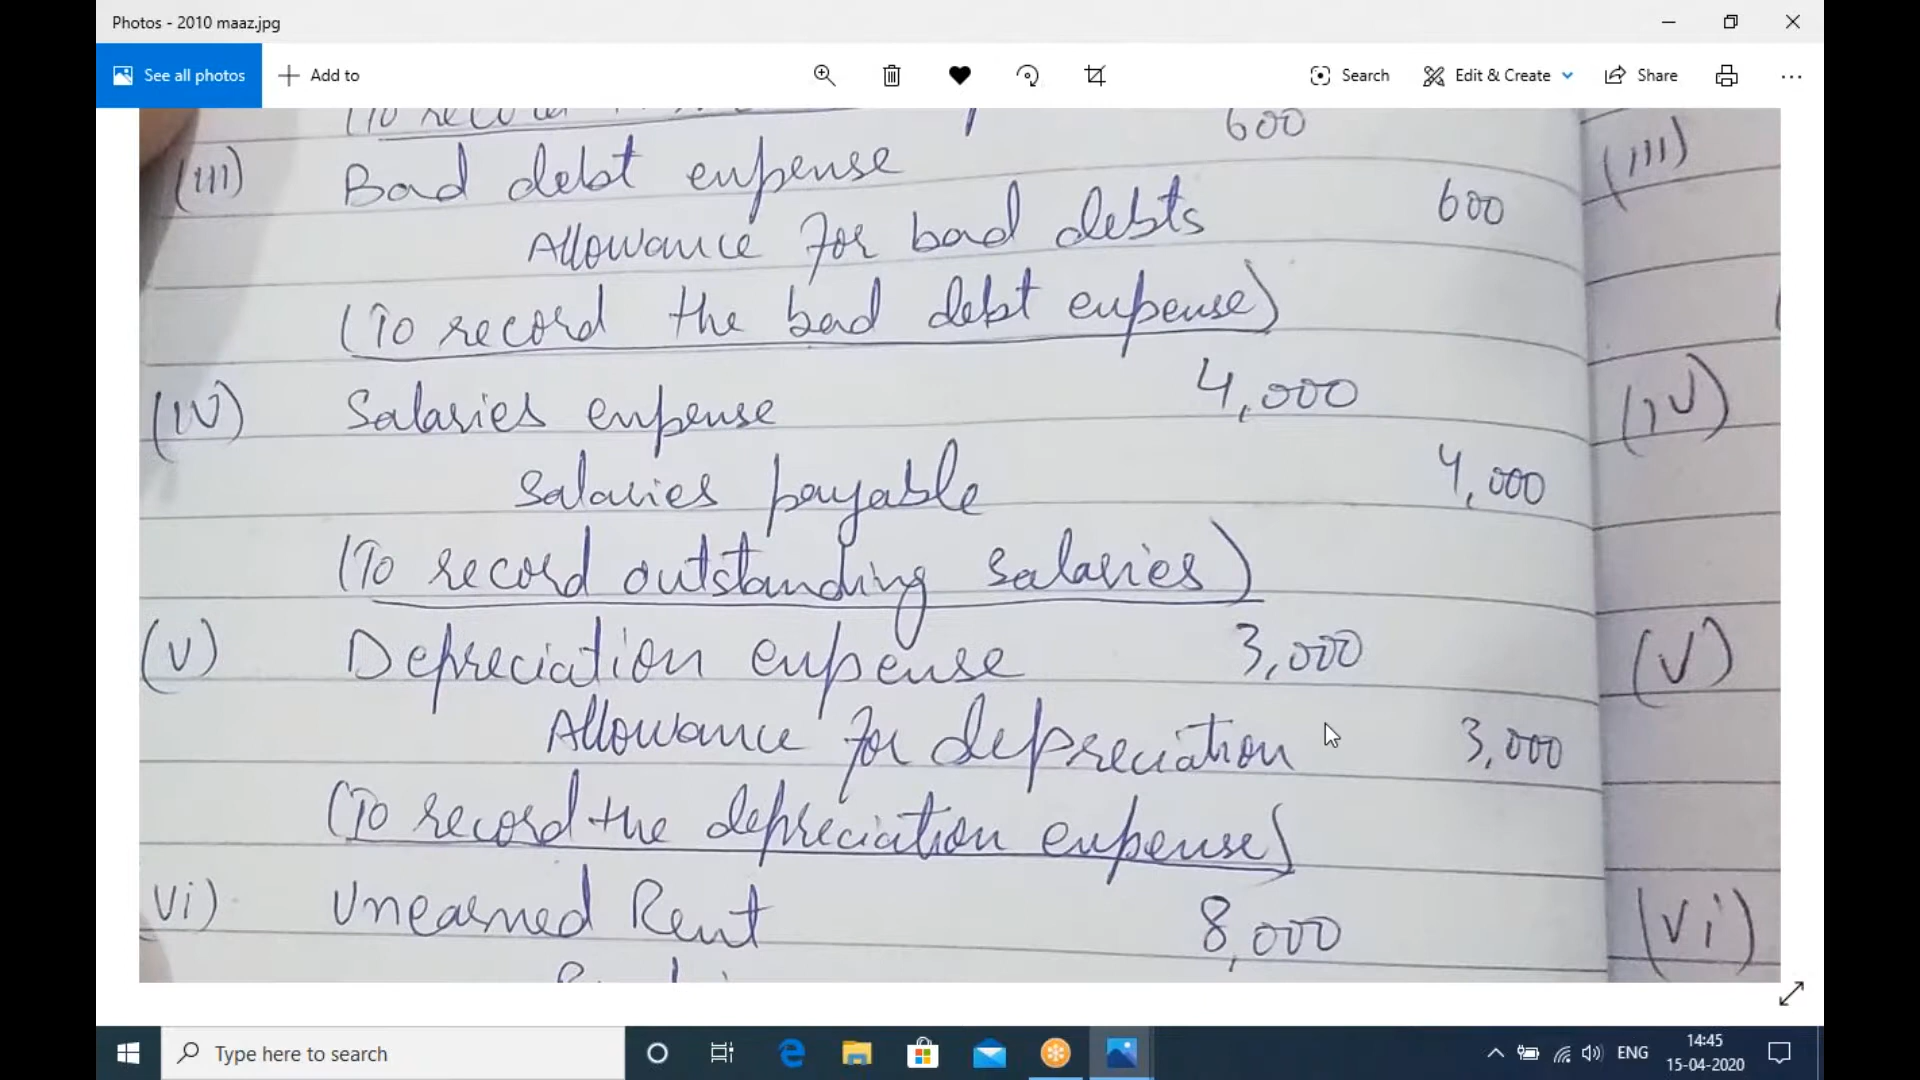 Photos - 2010 maaz.jpg
See all photos
Add to
Search
Edit & Create
Share
(To record
600
(III) Bad debt expense
(III)
Allowance for bad debts 600
(To record the bad debt expense)
(IV) Salaries expense 4,000
(IV)
Salaries payable 4,000
(To record outstanding salaries)
(V) Depreciation expense 3,000
(V)
Allowance for depreciation 3,000
(To record the depreciation expense)
Vi) Unearned Rent 8,000
(Vi)
Type here to search
ENG
14:45
15-04-2020